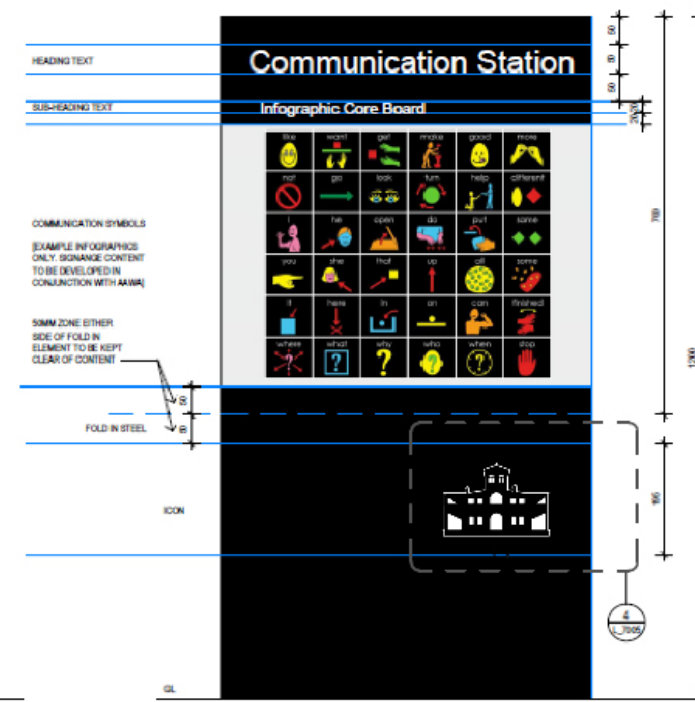 HEADING TEXT
Communication Station
SUB-HEADING TEXT
Infographic Core Board
like want get make good more
not go look turn help different
COMMUNICATION SYMBOLS
[EXAMPLE INFOGRAPHICS
ONLY. SIGNANGE CONTENT
TO BE DEVELOPED IN
CONJUNCTION WITH AAWA]
I he open do put same
you she that up all some
it here in on can finished!
where what why who when stop
50MM ZONE EITHER
SIDE OF FOLD IN
ELEMENT TO BE KEPT
CLEAR OF CONTENT
FOLD IN STEEL
ICON
GL
50
50
50
700
195
4